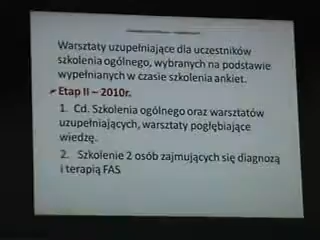 Warsztaty uzupełniające dla uczęstników
szkolenia ogólnego, wybranych na podstawie
wypełnianych w czasie szkolenia ankiet.
➢Etap II – 2010r.
1. Cd. Szkolenia ogólnego oraz warsztatów
uzupełniających, warsztaty pogłębiające
wiedzę.
2. Szkolenie 2 osób zajmujących się diagnozą
i terapią FAS